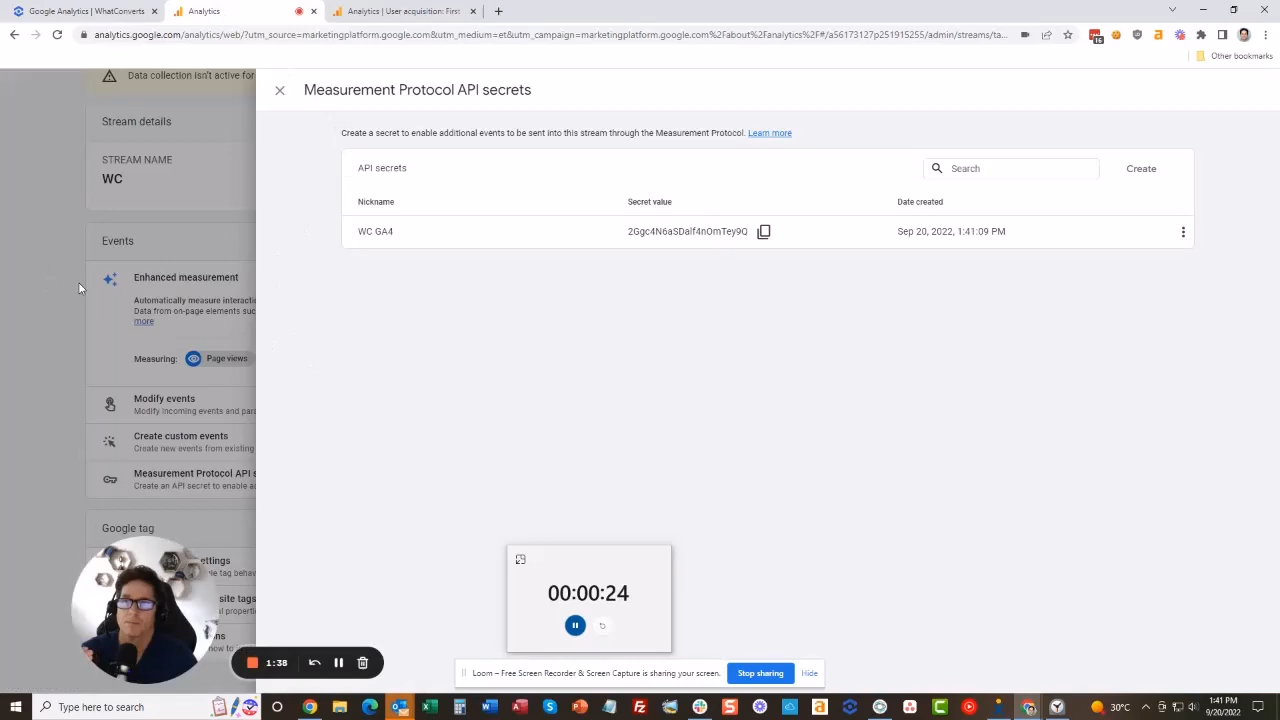 Google Analytics | WhatConverts
Analytics
Analytics | User acquisition: First
analytics.google.com/analytics/web/?utm_source=marketingplatform.google.com&utm_medium=et&utm_campaign=marketingplatform.google.com%2Fabout%2Fanalytics%2F#/a56173127p251915255/admin/streams/ta...
15
Other bookmarks
Data collection isn't active for
Measurement Protocol API secrets
Stream details
STREAM NAME
WC
Create a secret to enable additional events to be sent into this stream through the Measurement Protocol. Learn more
API secrets
Search
Create
Nickname
Secret value
Date created
WC GA4
2Ggc4N6aSDalf4nOmTey9Q
Sep 20, 2022, 1:41:09 PM
Events
Enhanced measurement
Automatically measure interacti
Data from on-page elements suc
more
Measuring:
Page views
Modify events
Modify incoming events and para
Create custom events
Create new events from existing
Measurement Protocol API s
Create an API secret to enable ad
Google tag
ettings
le tag behav
site tags
properti
ns
now to
00:00:24
1:38
Loom – Free Screen Recorder & Screen Capture is sharing your screen.
Stop sharing
Hide
Type here to search
30°C
1:41 PM
9/20/2022